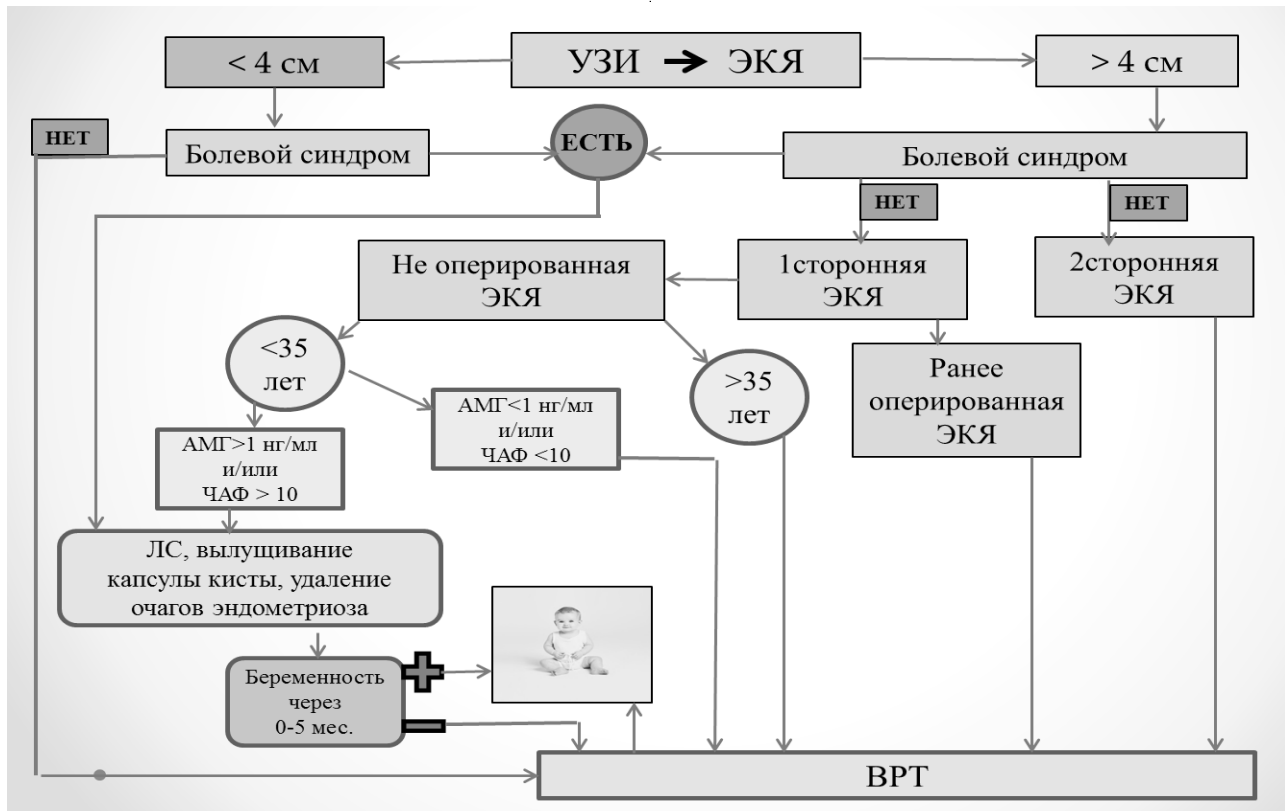 < 4 см
УЗИ → ЭКЯ
> 4 см
НЕТ
Болевой синдром
ЕСТЬ
Болевой синдром
НЕТ
НЕТ
Не оперированная
ЭКЯ
1сторонняя
ЭКЯ
2сторонняя
ЭКЯ
<35
лет
>35
лет
Ранее
оперированная
ЭКЯ
АМГ>1 нг/мл
и/или
ЧАФ > 10
АМГ<1 нг/мл
и/или
ЧАФ <10
ЛС, вылущивание
капсулы кисты, удаление
очагов эндометриоза
Беременность
через
0-5 мес.
ВРТ